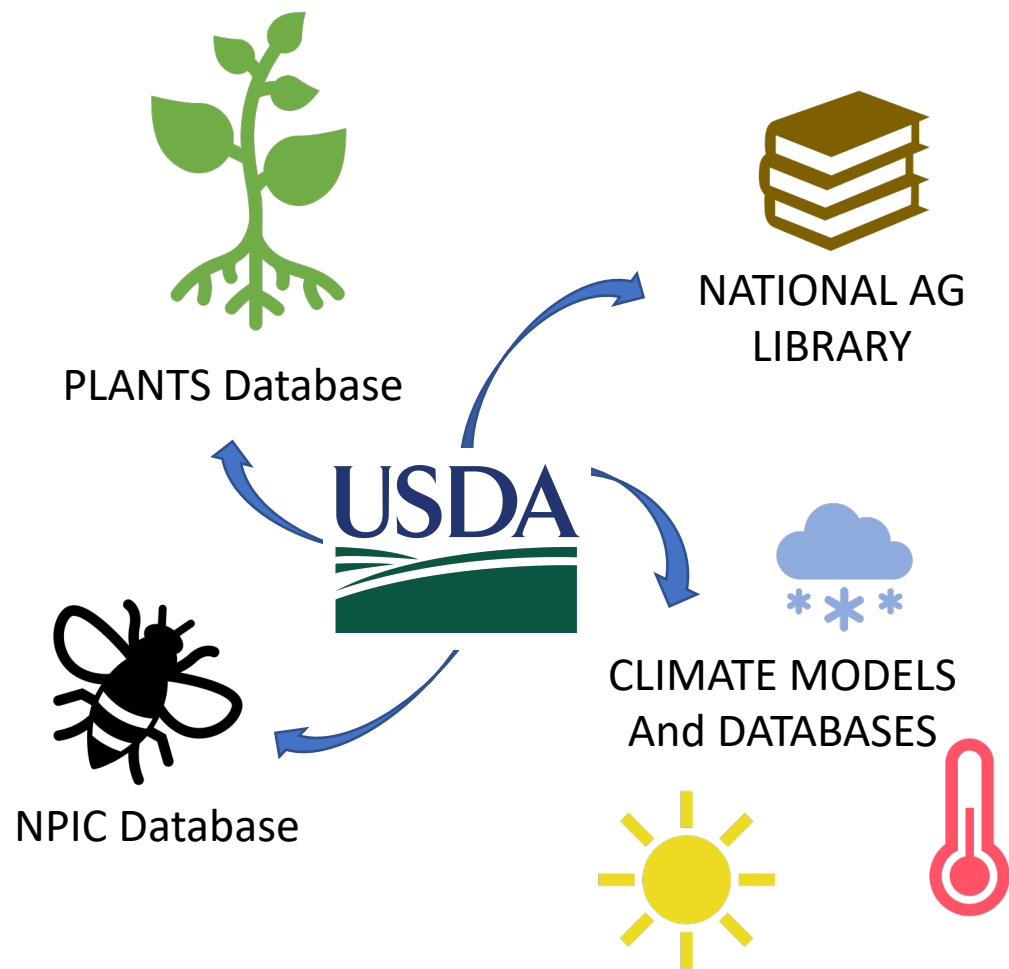 NATIONAL AG
LIBRARY
PLANTS Database
USDA
CLIMATE MODELS
And DATABASES
NPIC Database